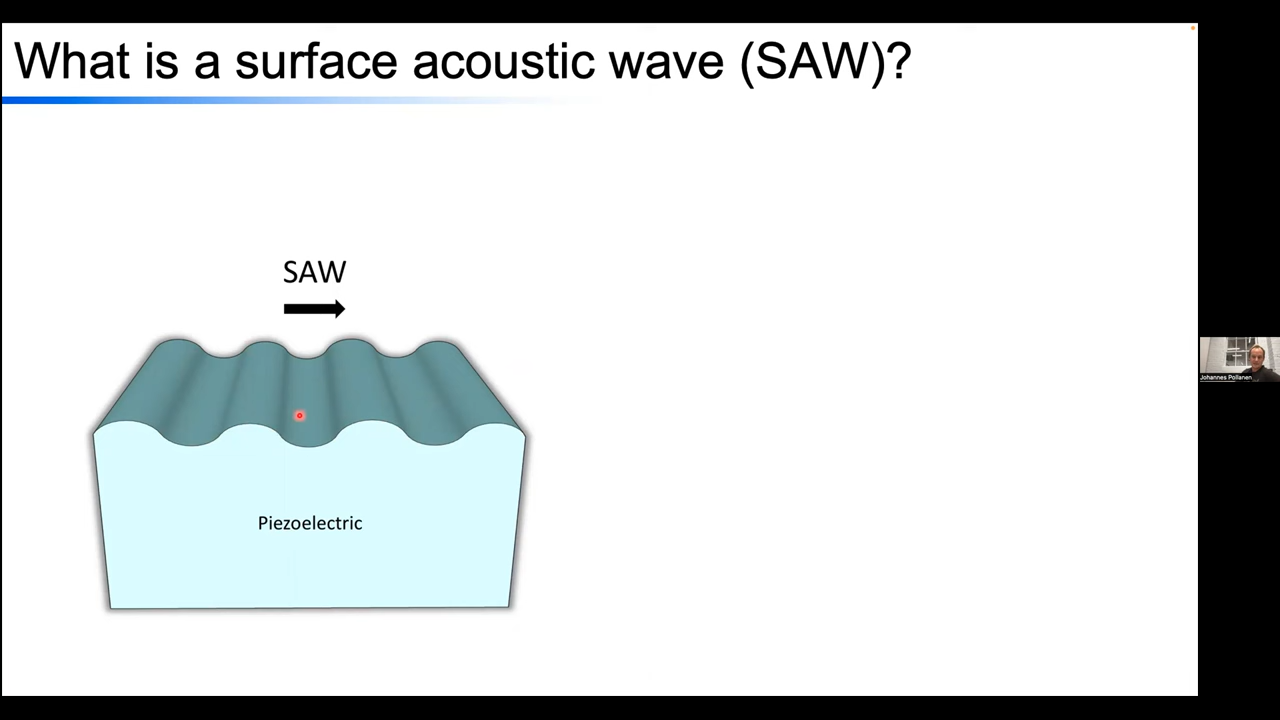 What is a surface acoustic wave (SAW)?
SAW
Johannes Pollanen
Piezoelectric